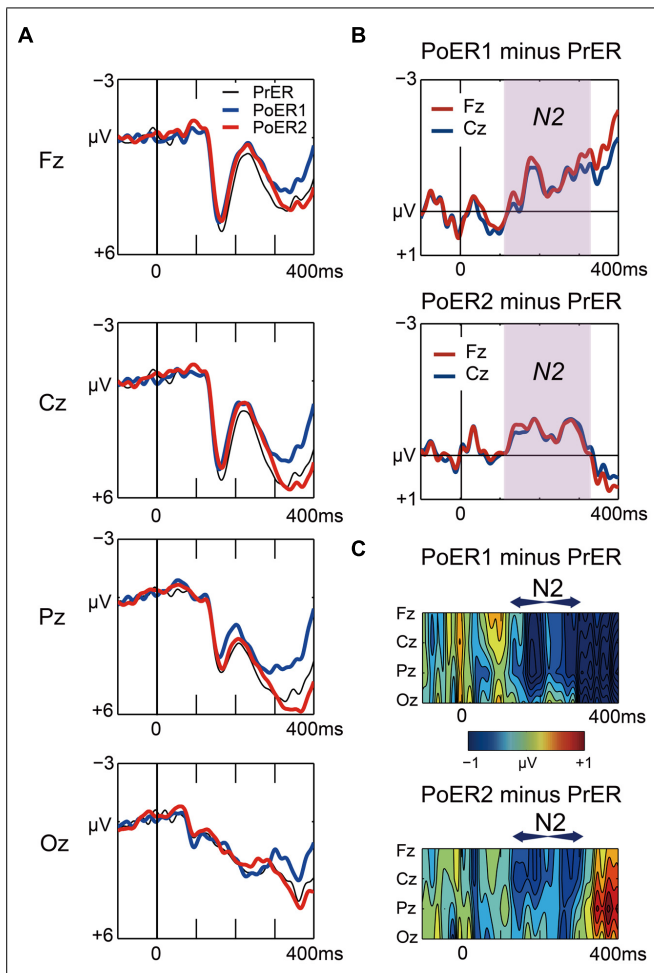 A
−3
μV
Fz
+6
0
400ms
PrER
PoER1
PoER2
−3
μV
Cz
+6
0
400ms
−3
μV
Pz
+6
0
400ms
−3
μV
Oz
+6
0
400ms
B
PoER1 minus PrER
−3
Fz
Cz
N2
μV
+1
0
400ms
PoER2 minus PrER
−3
Fz
Cz
N2
μV
+1
0
400ms
C
PoER1 minus PrER
N2
Fz
Cz
Pz
Oz
0
400ms
−1
μV
+1
PoER2 minus PrER
N2
Fz
Cz
Pz
Oz
0
400ms